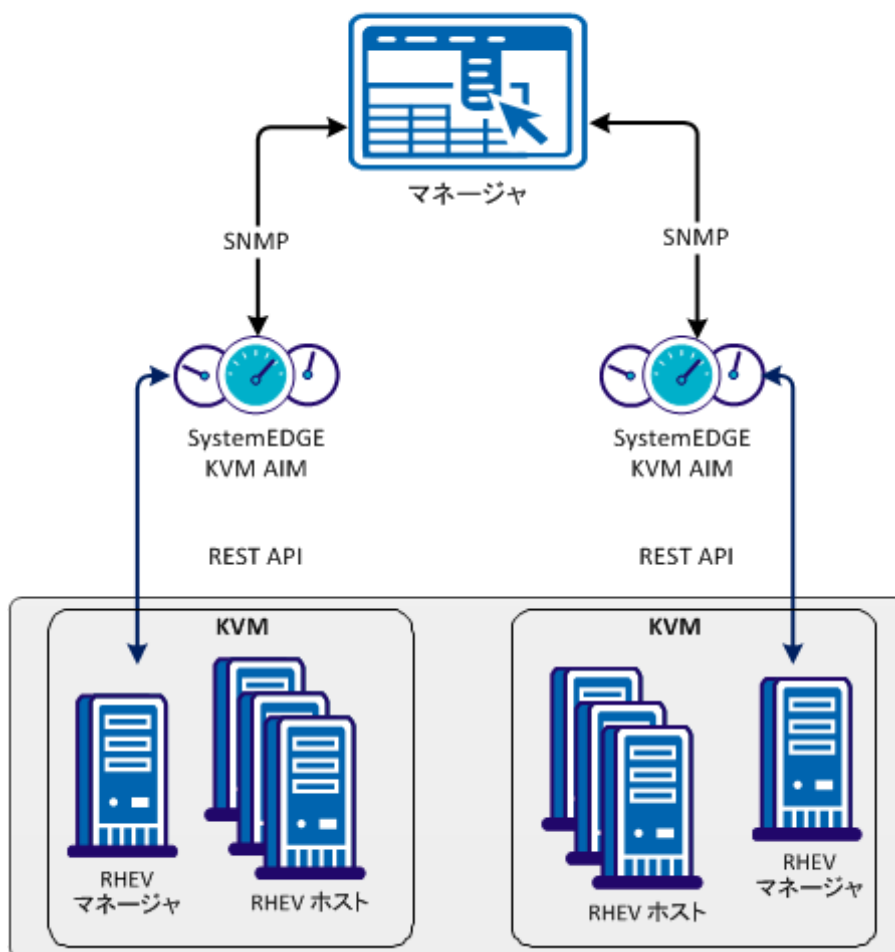 マネージャ
SNMP
SNMP
SystemEDGE
KVM AIM
SystemEDGE
KVM AIM
REST API
REST API
KVM
KVM
RHEV
マネージャ
RHEV ホスト
RHEV ホスト
RHEV
マネージャ